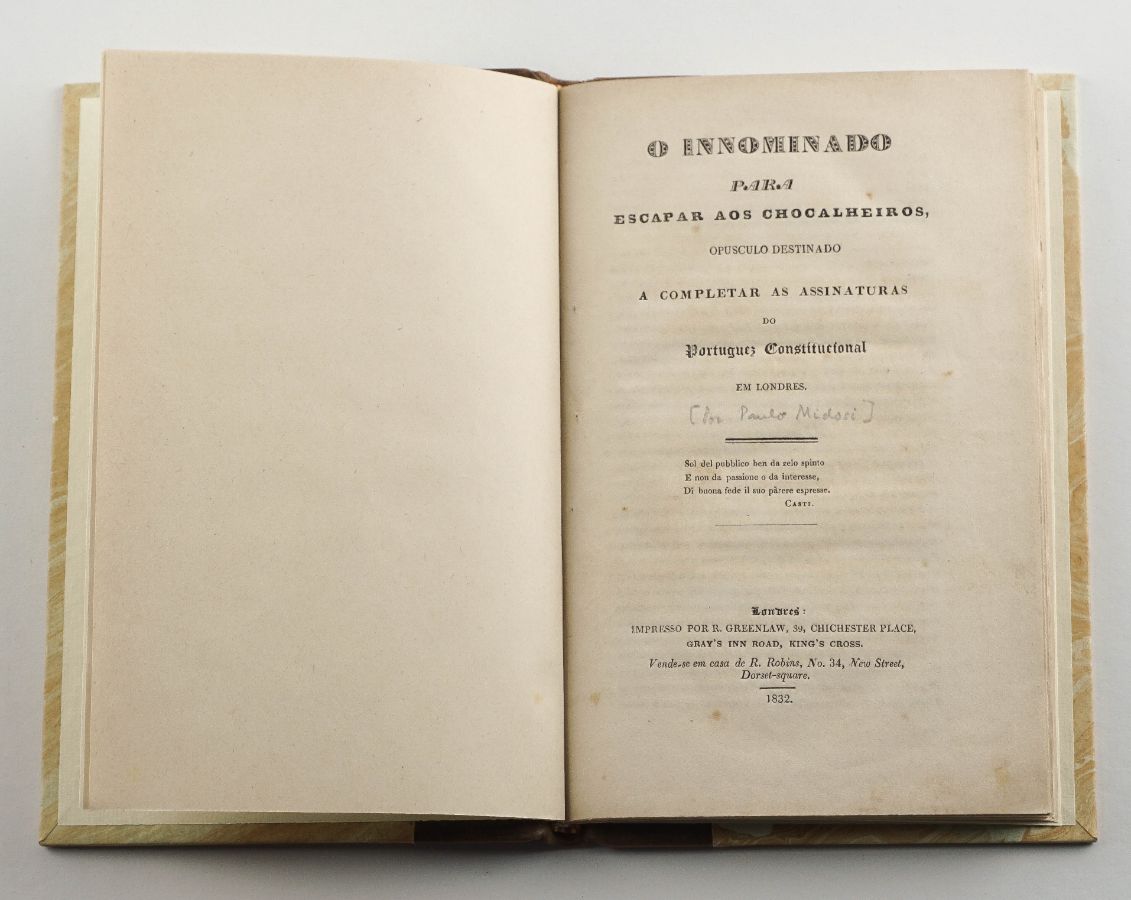 O INNOMINADO
PARA
ESCAPAR AOS CHOCALHEIROS,
OPUSCULO DESTINADO
A COMPLETAR AS ASSINATURAS
DO
Portuguez Constitucional
EM LONDRES.
[Por Paulo Midosi]
Sol del pubblico ben da zelo spinto
E non da passione o da interesse,
Di buona fede il suo părere espresse.
CASTI.
Londres:
IMPRESSO POR R. GREENLAW, 39, CHICHESTER PLACE,
GRAY'S INN ROAD, KING'S CROSS.
Vende-se em casa de R. Robins, No. 34, New Street,
Dorset-square.
1832.